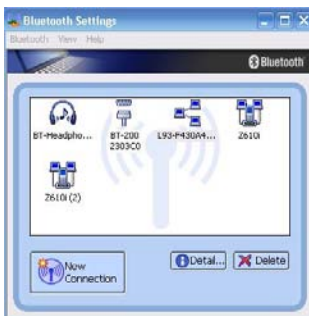 Bluetooth Settings
Bluetooth View Help
Bluetooth
BT-Headpho... BT-200 L93-F430A4... Z610i
2303C0
Z610i (2)
New
Connection
Detail... Delete